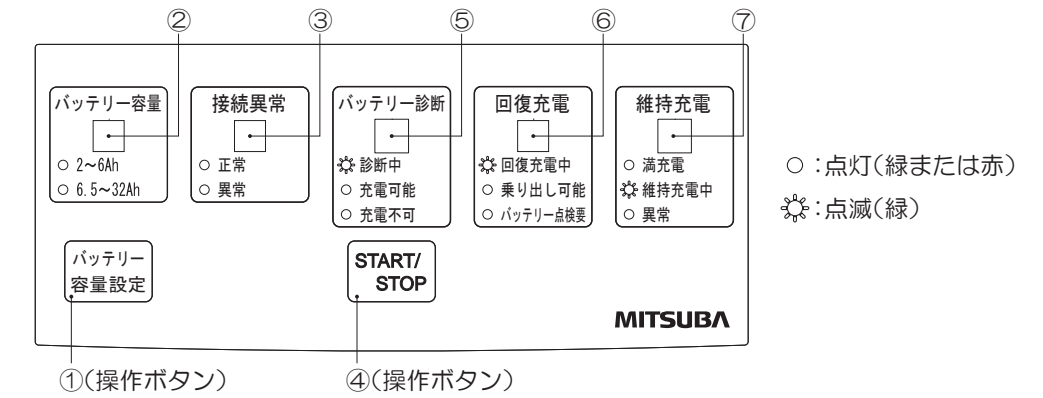 ② ③ ⑤ ⑥ ⑦
バッテリー容量
○ 2～6Ah
○ 6.5～32Ah
接続異常
○ 正常
○ 異常
バッテリー診断
診断中
○ 充電可能
○ 充電不可
回復充電
回復充電中
○ 乗り出し可能
○ バッテリー点検要
維持充電
○ 満充電
維持充電中
○ 異常
○:点灯(緑または赤)
:点滅(緑)
バッテリー
容量設定
START/
STOP
MITSUBA
①(操作ボタン)
④(操作ボタン)